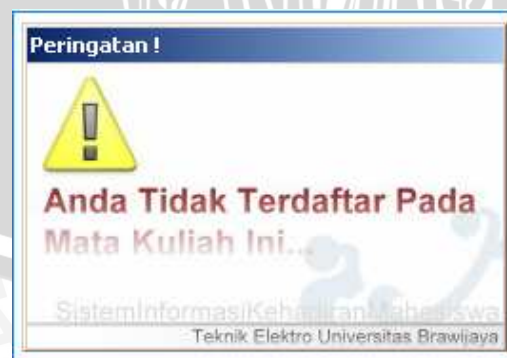 Peringatan !
Anda Tidak Terdaftar Pada
Mata Kuliah Ini...
SistemInformasiKehadiranMahasiswa
Teknik Elektro Universitas Brawijaya